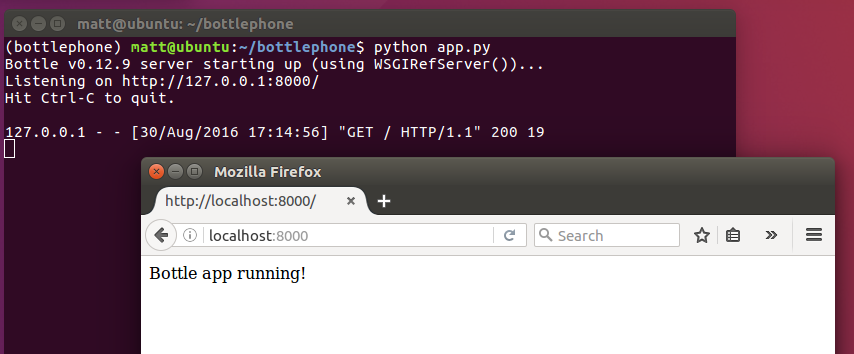 matt@ubuntu: ~/bottlephone
(bottlephone) matt@ubuntu:~/bottlephone$ python app.py
Bottle v0.12.9 server starting up (using WSGIRefServer())...
Listening on http://127.0.0.1:8000/
Hit Ctrl-C to quit.
127.0.0.1 - - [30/Aug/2016 17:14:56] "GET / HTTP/1.1" 200 19
Mozilla Firefox
http://localhost:8000/
localhost:8000
Search
Bottle app running!